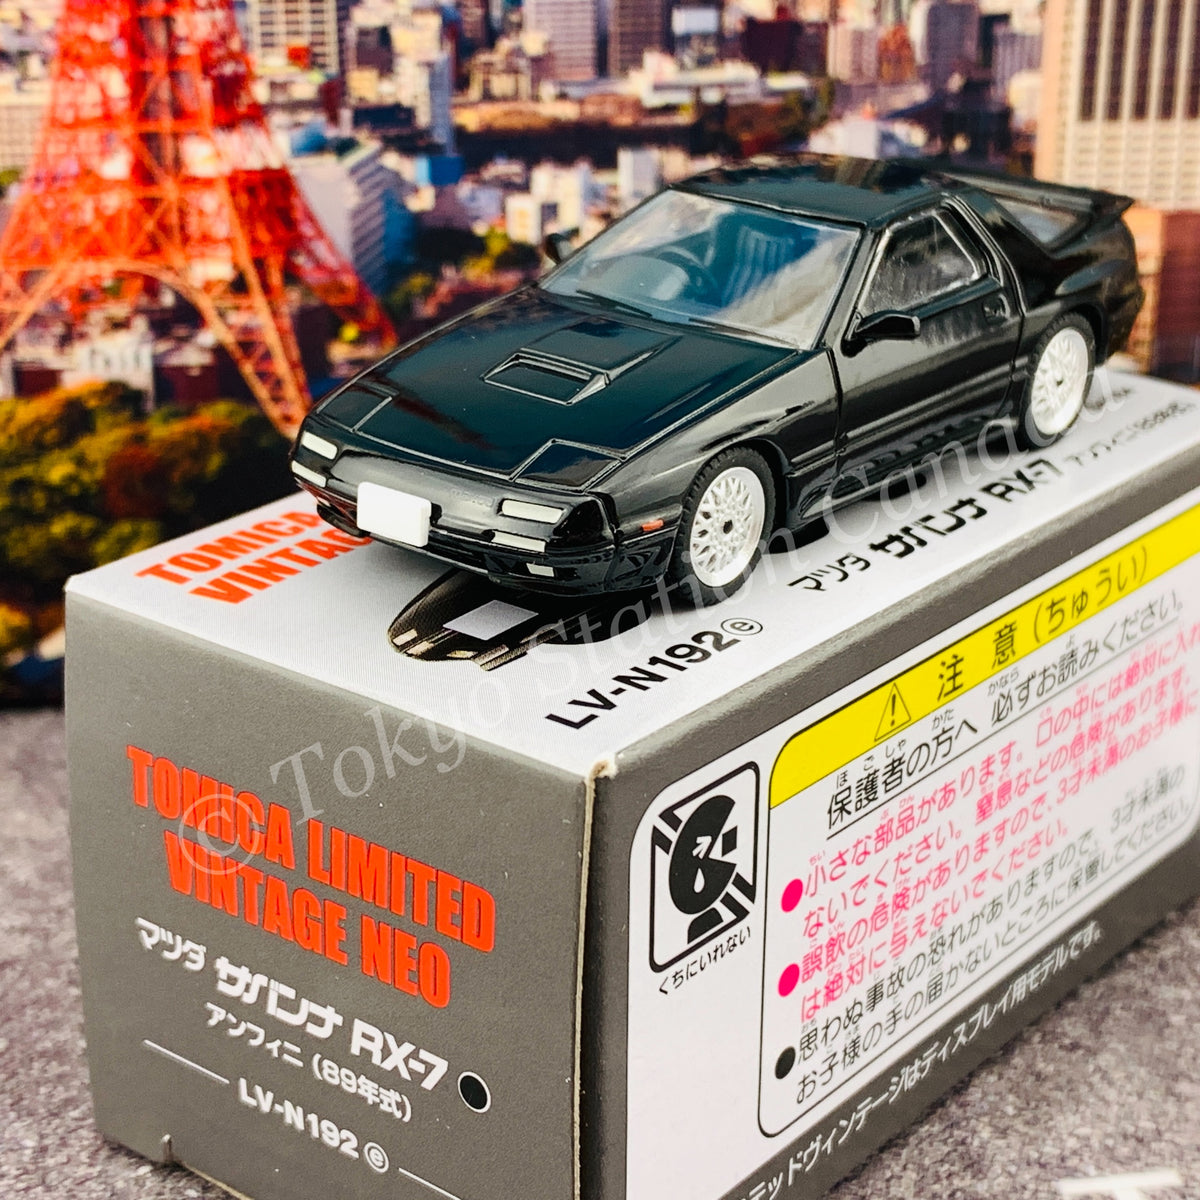 TOMICA
VINTAGE
LV-N192ⓔ
マツダ サバンナ RX-7
© Tokyo Station Canada
TOMICA LIMITED
VINTAGE NEO
マツダ サバンナ RX-7
アンフィニ (89年式)
LV-N192ⓔ
注意(ちゅうい)
保護者の方へ 必ずお読みください。
●小さな部品があります。口の中には絶対に入れ
ないでください。窒息などの危険があります。
●誤飲の危険がありますので、3才未満のお子様に
は絶対に与えないでください。
●思わぬ事故の恐れがありますので、3才未満の
お子様の手の届かないところに保管してください。
くちにいれない
ミテッドヴィンテージはディスプレイ用モデルです。